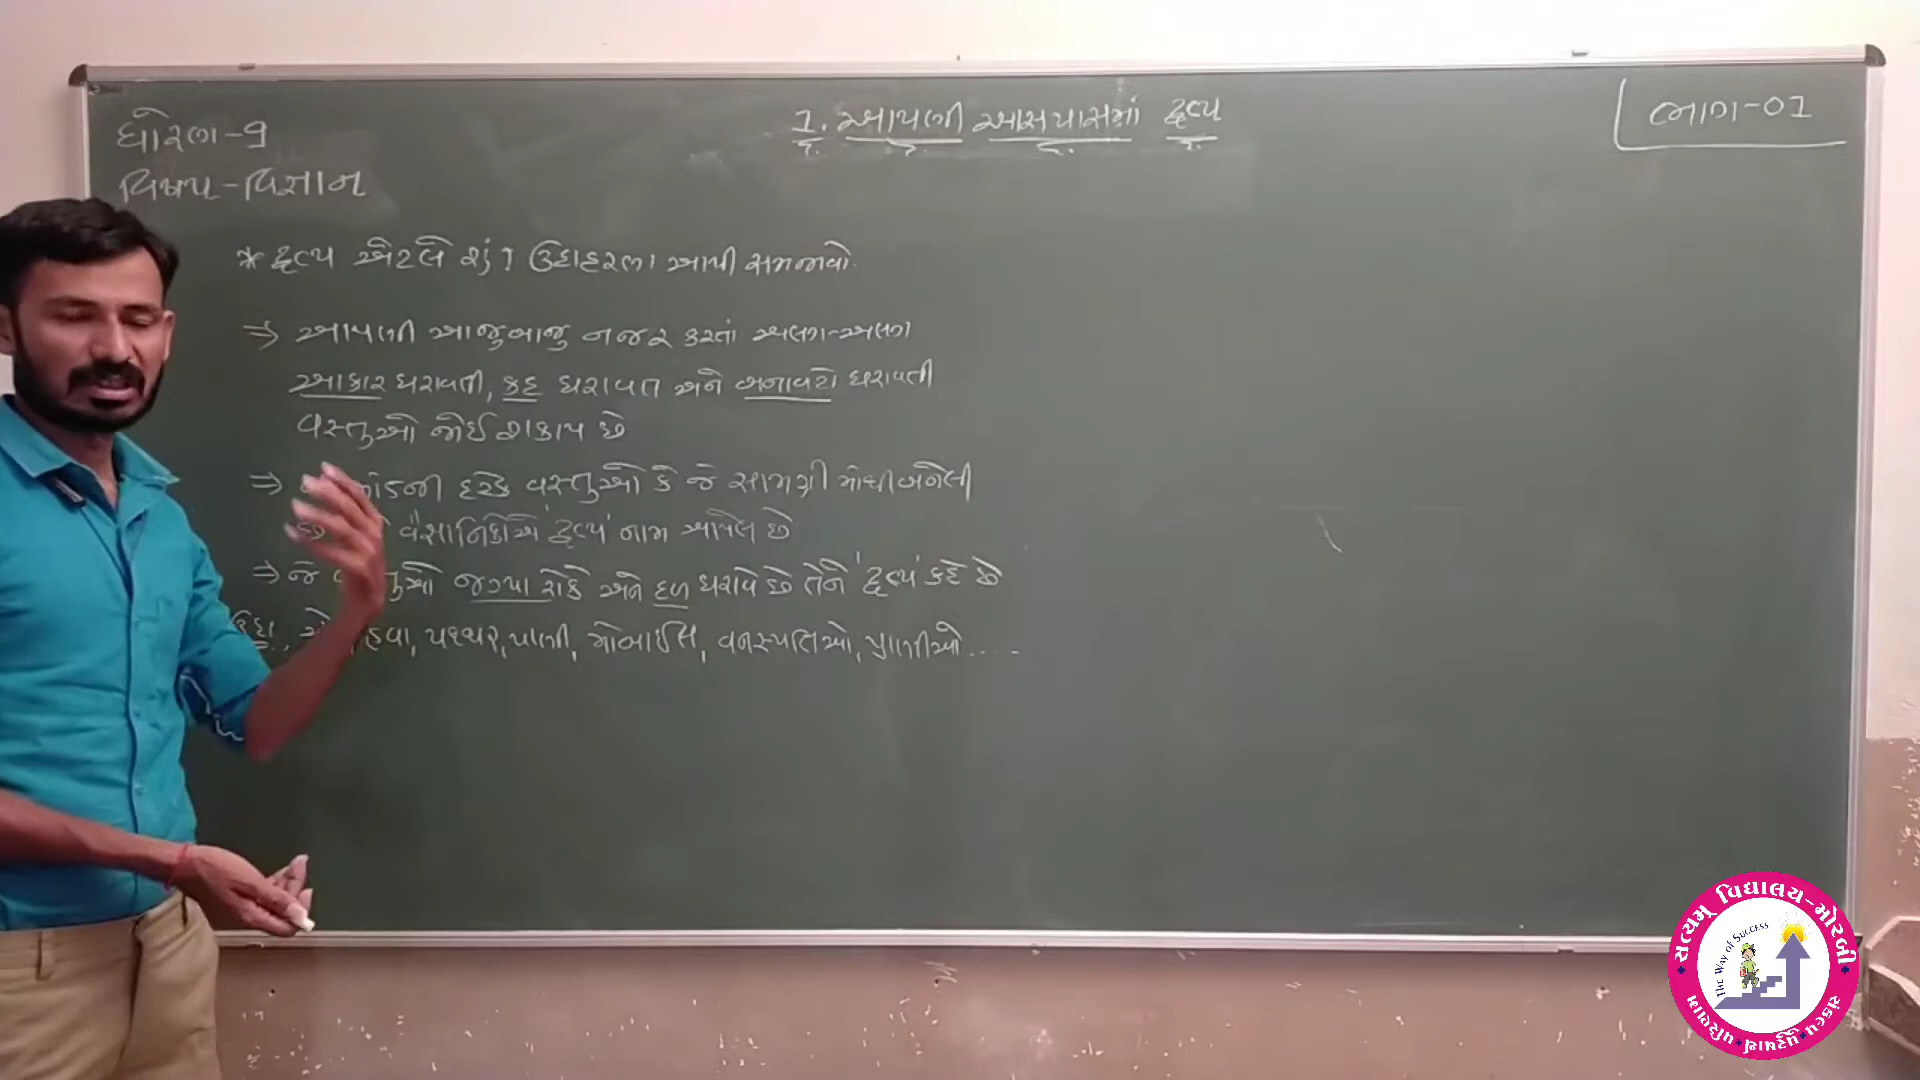 ધોરણ-9
વિષય-વિજ્ઞાન
1. આપણી આસપાસમાં દ્રવ્ય
ભાગ-01
* દ્રવ્ય એટલે શું? ઉદાહરણ આપી સમજાવો.
⇒ આપણી આજુબાજુ નજર કરતાં અલગ-અલગ
આકાર ધરાવતી, કદ ધરાવત અને બનાવટો ધરાવતી
વસ્તુઓ જોઈ શકાય છે
⇒ દરેક વસ્તુઓ કે જે સામગ્રી માંથી બનેલી
વૈજ્ઞાનિકોએ 'દ્રવ્ય' નામ આપેલ છે
⇒ જે જગ્યા રોકે અને દળ ધરાવે છે તેને 'દ્રવ્ય' કહે છે
હવા, પથ્થર, પાણી, મોબાઈલ, વનસ્પતિઓ, પ્રાણીઓ.....
સત્યમ્ વિદ્યાલય-મોરબી
The Way of Success
સંકલ્પ • પુરુષાર્થ • પરિણામ